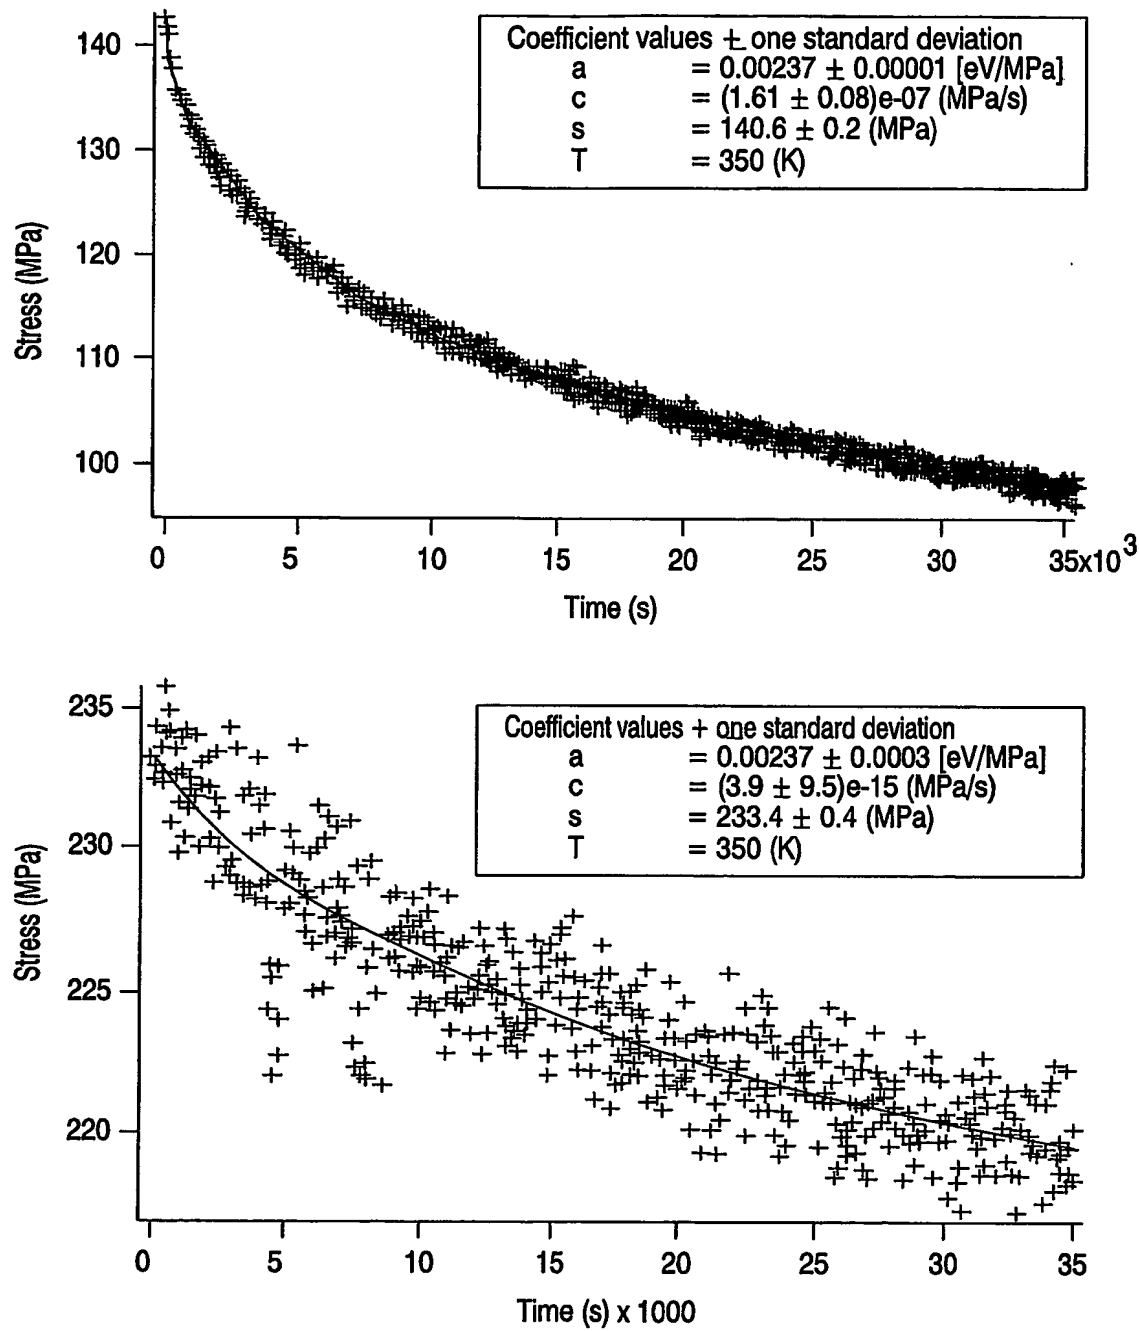 140
130
120
110
100
Stress (MPa)
Coefficient values ± one standard deviation
a = 0.00237 ± 0.00001 [eV/MPa]
c = (1.61 ± 0.08)e-07 (MPa/s)
s = 140.6 ± 0.2 (MPa)
T = 350 (K)
0 5 10 15 20 25 30 35x10³
Time (s)
235
230
225
220
Stress (MPa)
Coefficient values + one standard deviation
a = 0.00237 ± 0.0003 [eV/MPa]
c = (3.9 ± 9.5)e-15 (MPa/s)
s = 233.4 ± 0.4 (MPa)
T = 350 (K)
0 5 10 15 20 25 30 35
Time (s) x 1000